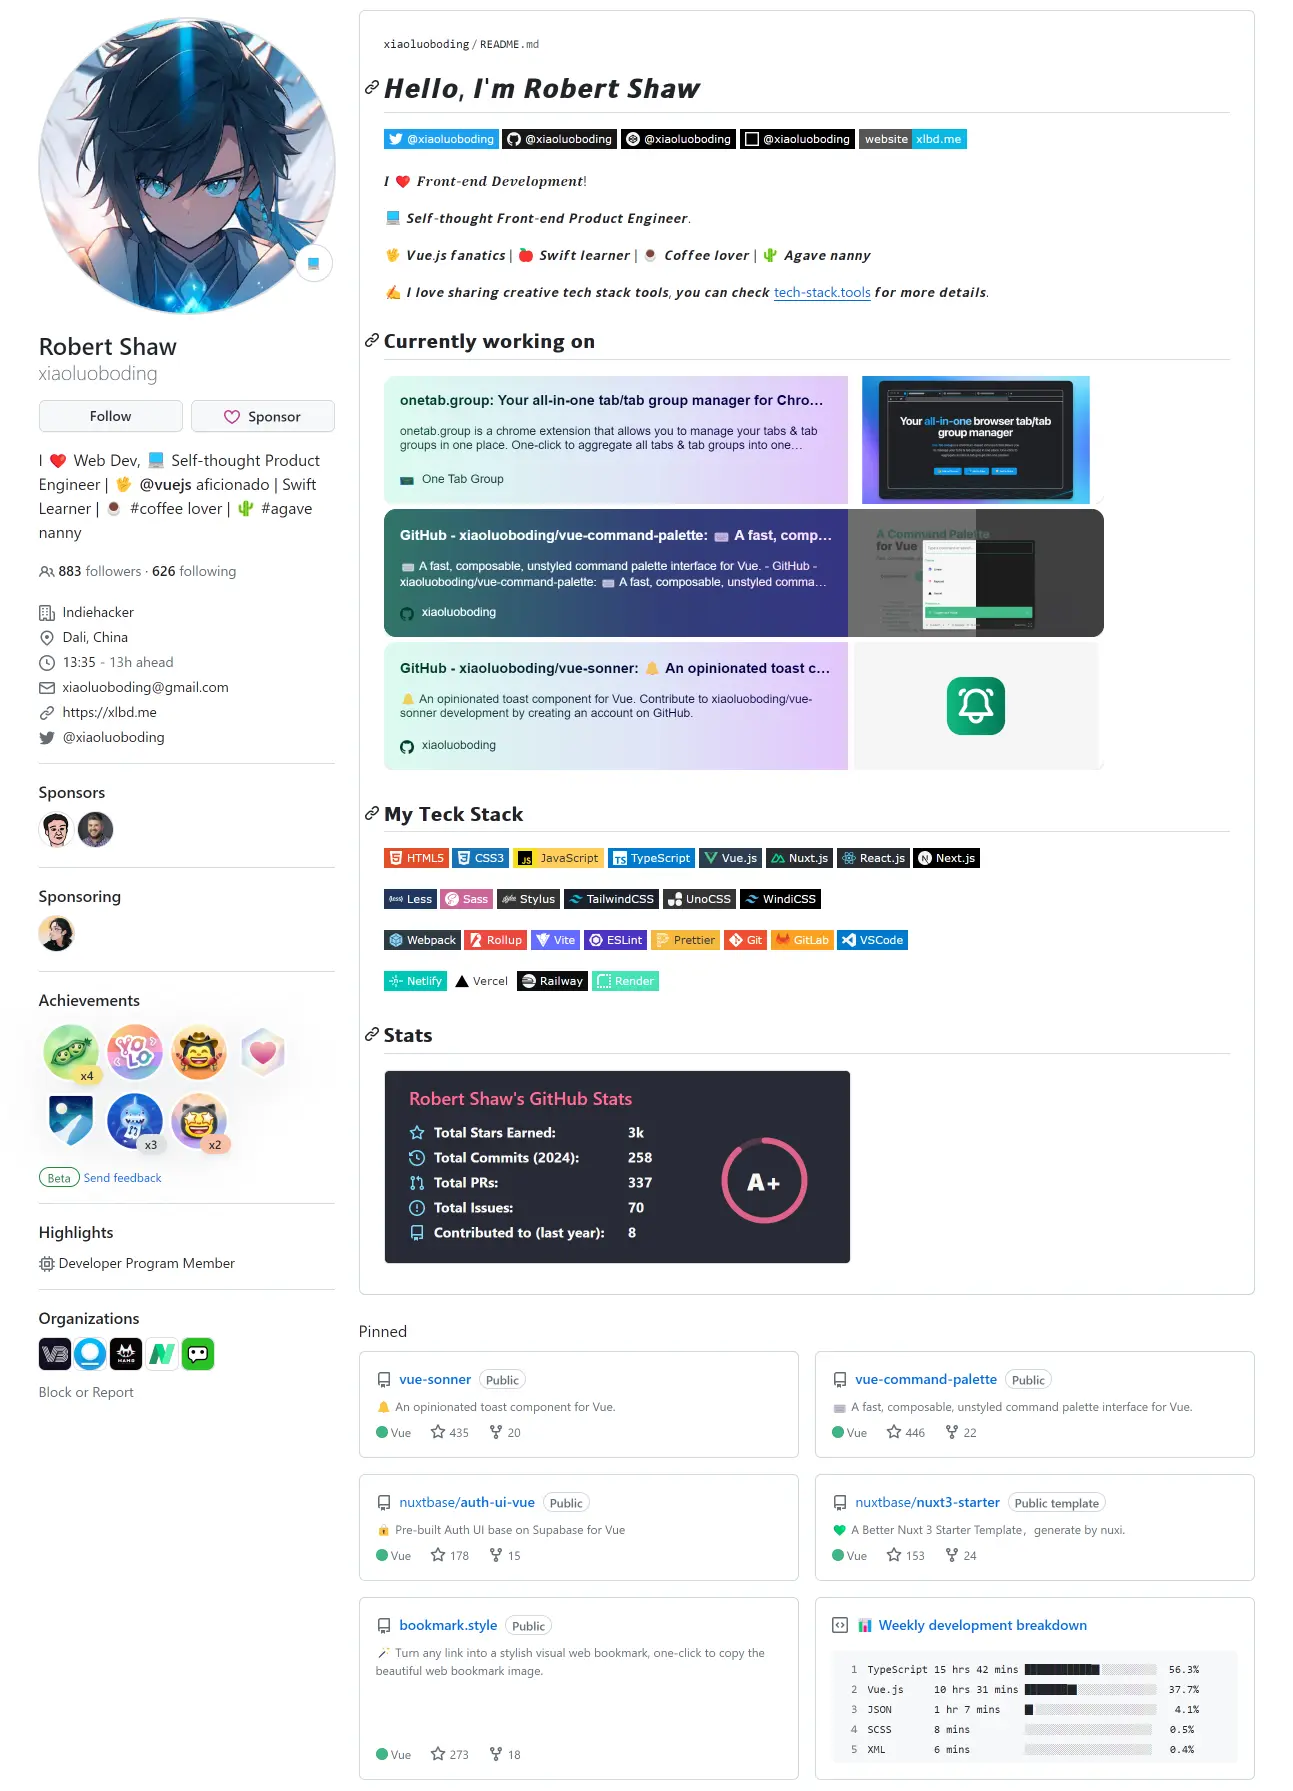 Robert Shaw
xiaoluoboding
Follow
Sponsor
I ❤️ Web Dev, 💻 Self-thought Product
Engineer | 🖖 @vuejs aficionado | Swift
Learner | ☕ #coffee lover | 🌵 #agave
nanny
883 followers · 626 following
Indiehacker
Dali, China
13:35 - 13h ahead
xiaoluoboding@gmail.com
https://xlbd.me
@xiaoluoboding
Sponsors
Sponsoring
Achievements
x4
YOLO
x3
x2
Beta Send feedback
Highlights
Developer Program Member
Organizations
Block or Report
xiaoluoboding/README.md
Hello, I'm Robert Shaw
@xiaoluoboding @xiaoluoboding @xiaoluoboding @xiaoluoboding website xlbd.me
I ❤️ Front-end Development!
💻 Self-thought Front-end Product Engineer.
🖖 Vue.js fanatics | 🍎 Swift learner | ☕ Coffee lover | 🌵 Agave nanny
✍️ I love sharing creative tech stack tools, you can check tech-stack.tools for more details.
Currently working on
onetab.group: Your all-in-one tab/tab group manager for Chro...
onetab.group is a chrome extension that allows you to manage your tabs & tab
groups in one place. One-click to aggregate all tabs & tab groups into one...
One Tab Group
Your all-in-one browser tab/tab
group manager
GitHub - xiaoluoboding/vue-command-palette: ⌨️ A fast, comp...
⌨️ A fast, composable, unstyled command palette interface for Vue. - GitHub -
xiaoluoboding/vue-command-palette: ⌨️ A fast, composable, unstyled comma...
xiaoluoboding
A Command Palette
for Vue
GitHub - xiaoluoboding/vue-sonner: 🔔 An opinionated toast c...
🔔 An opinionated toast component for Vue. Contribute to xiaoluoboding/vue-
sonner development by creating an account on GitHub.
xiaoluoboding
My Teck Stack
HTML5 CSS3 JS JavaScript TS TypeScript Vue.js Nuxt.js React.js N Next.js
{less} Less Sass Stylus TailwindCSS UnoCSS WindiCSS
Webpack Rollup Vite ESLint Prettier Git GitLab VSCode
Netlify Vercel Railway Render
Stats
Robert Shaw's GitHub Stats
Total Stars Earned: 3k
Total Commits (2024): 258
Total PRs: 337
Total Issues: 70
Contributed to (last year): 8
A+
Pinned
vue-sonner Public
🔔 An opinionated toast component for Vue.
Vue 435 20
vue-command-palette Public
⌨️ A fast, composable, unstyled command palette interface for Vue.
Vue 446 22
nuxtbase/auth-ui-vue Public
🔒 Pre-built Auth UI base on Supabase for Vue
Vue 178 15
nuxtbase/nuxt3-starter Public template
💚 A Better Nuxt 3 Starter Template，generate by nuxi.
Vue 153 24
bookmark.style Public
🪄 Turn any link into a stylish visual web bookmark, one-click to copy the
beautiful web bookmark image.
Vue 273 18
📊 Weekly development breakdown
1 TypeScript 15 hrs 42 mins 56.3%
2 Vue.js 10 hrs 31 mins 37.7%
3 JSON 1 hr 7 mins 4.1%
4 SCSS 8 mins 0.5%
5 XML 6 mins 0.4%